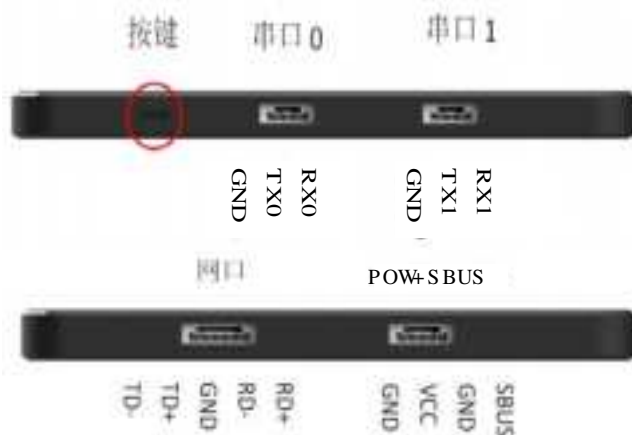 按键 串口 0 串口 1
GND TX0 RX0 GND TX1 RX1
网口 POW+SBUS
TD- TD+ GND RD- RD+ GND VCC GND SBUS